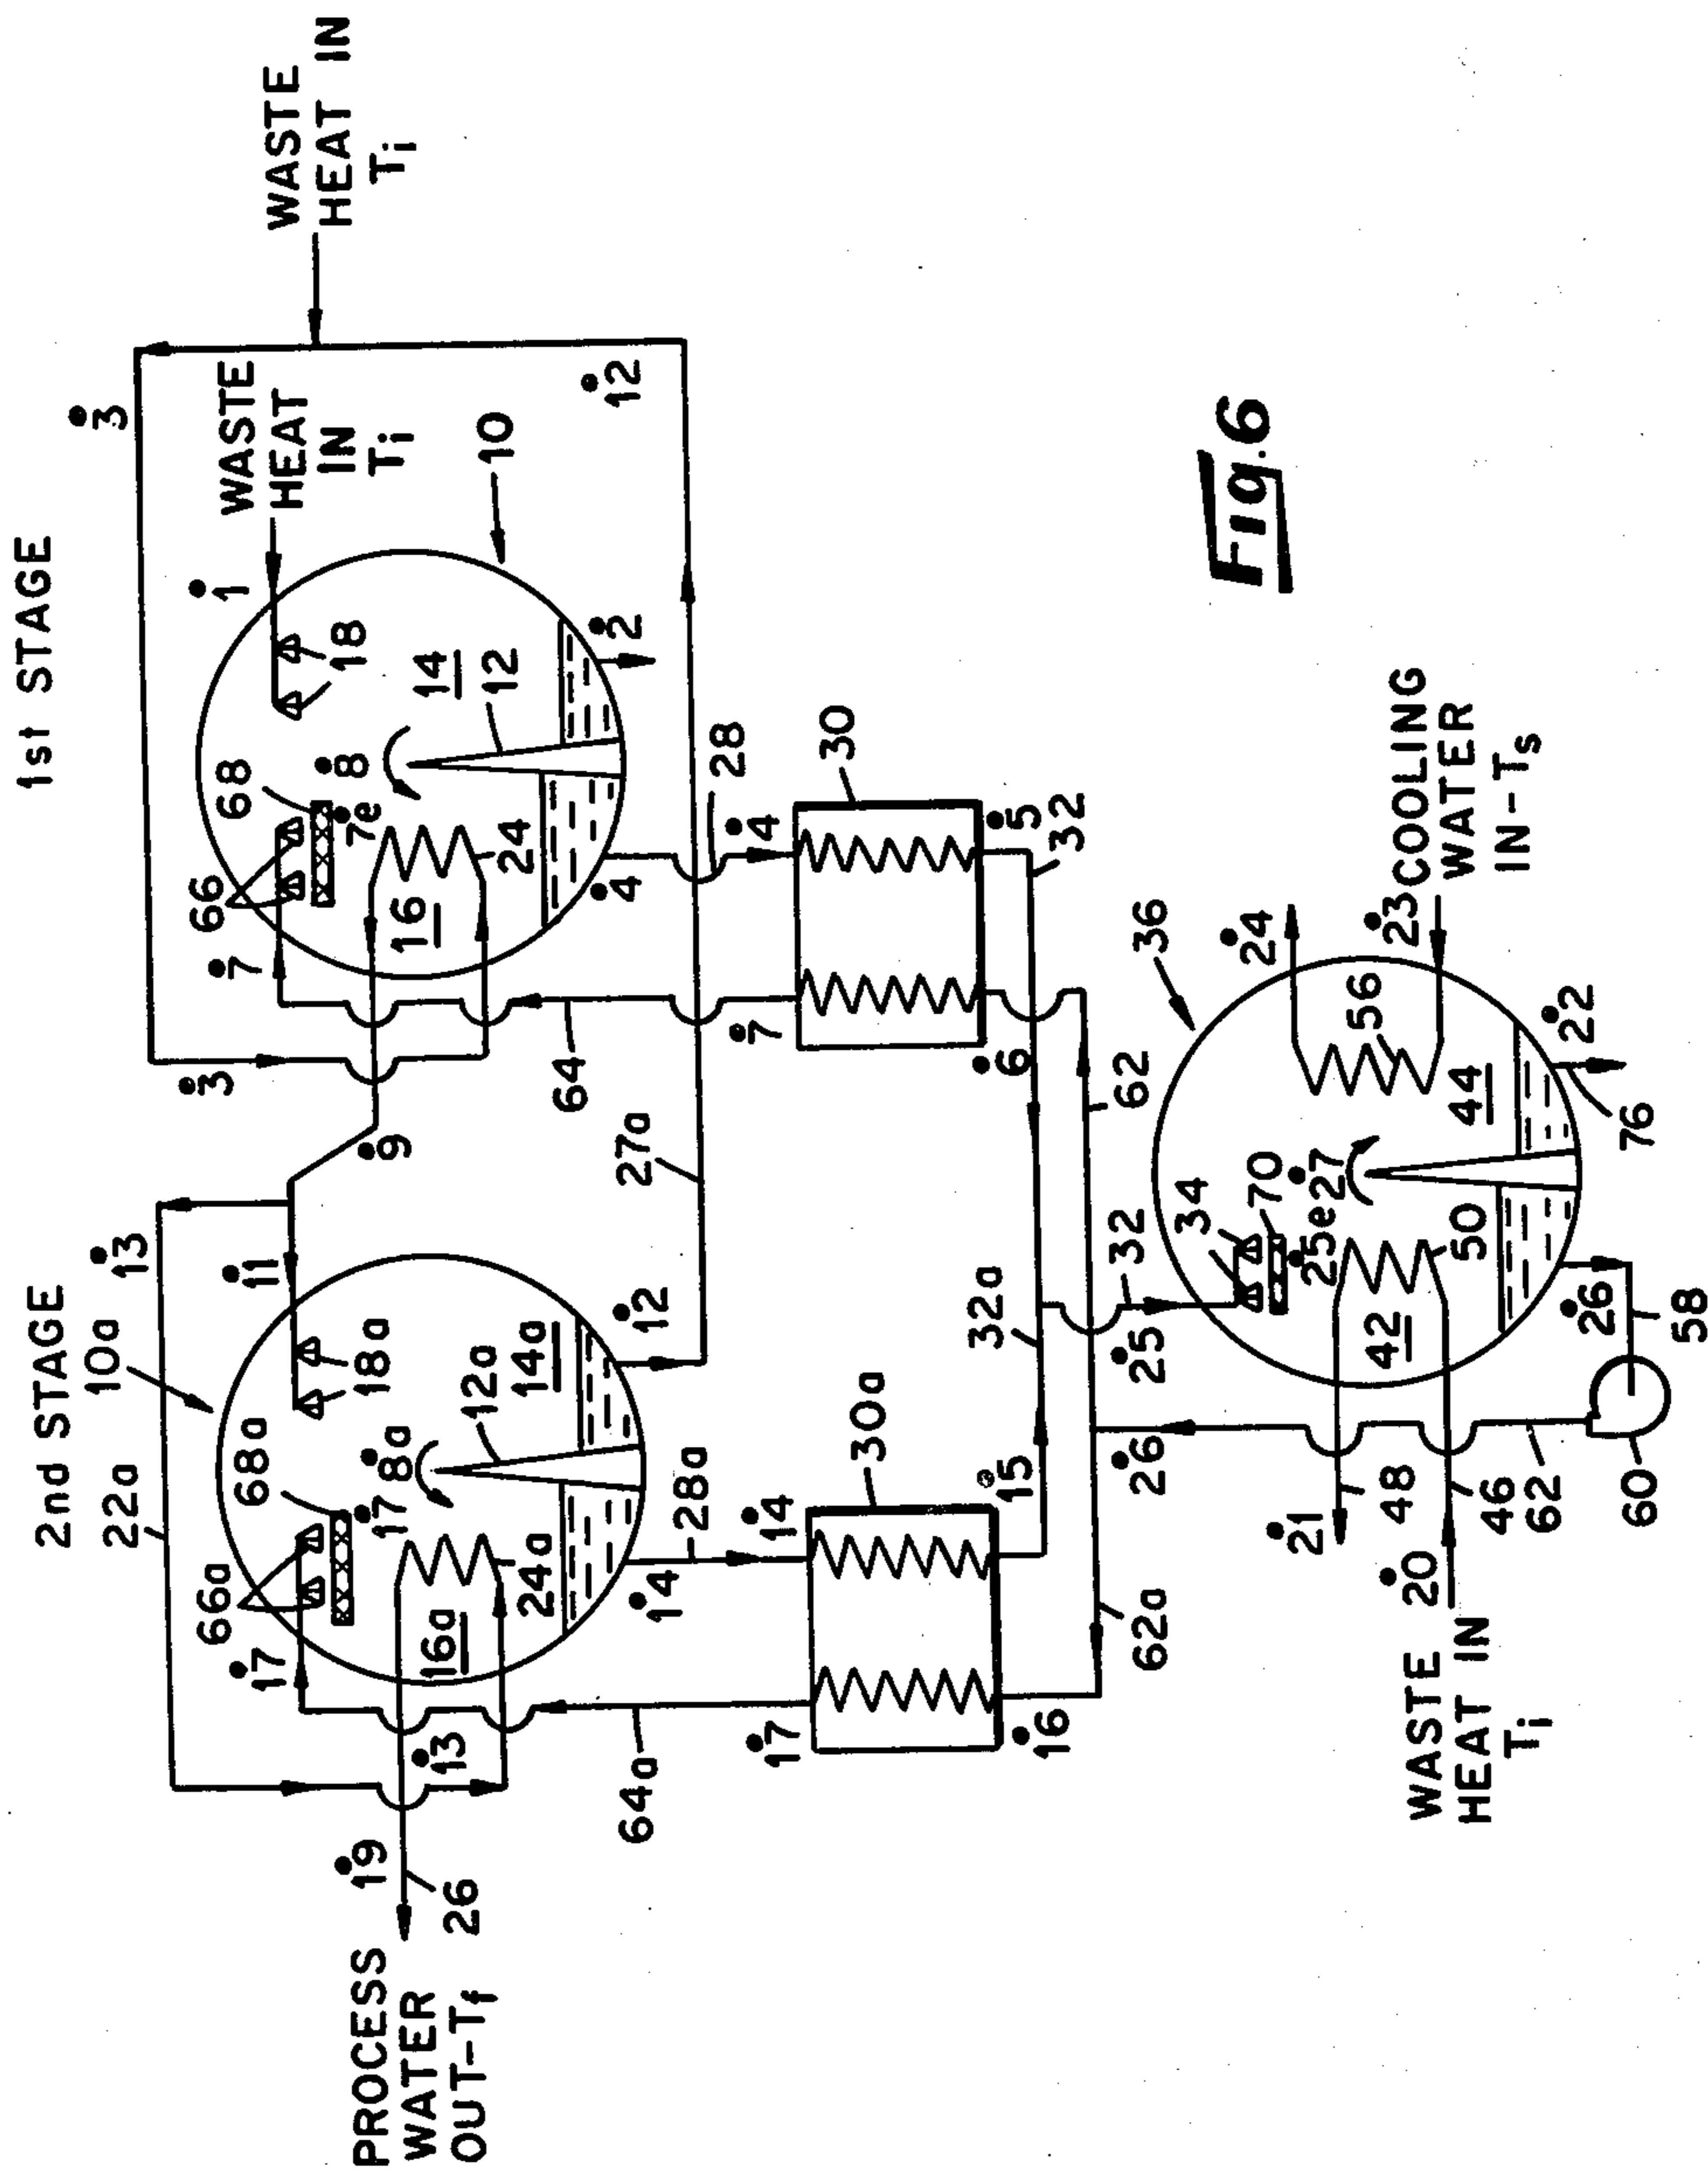 1st STAGE
2nd STAGE
3
WASTE
HEAT IN
Ti
WASTE
HEAT
IN
Ti
1
10
12
18
14
12
2
68
8
7e
66
16
24
7
4
4
28
3
9
64
7
30
5
32
6
62
27a
13
22a
10a
11
18a
14a
12a
12
68a
8a
17
66a
16a
24a
17
14
28a
14
13
64a
17
30a
15
16
62a
32a
19
26
PROCESS
WATER
OUT-Tf
36
24
23
COOLING
WATER
IN-Ts
56
44
22
76
34
70
27
25e
50
42
32
25
26
58
26
21
48
46
62
60
20
WASTE
HEAT IN
Ti
Fig. 6